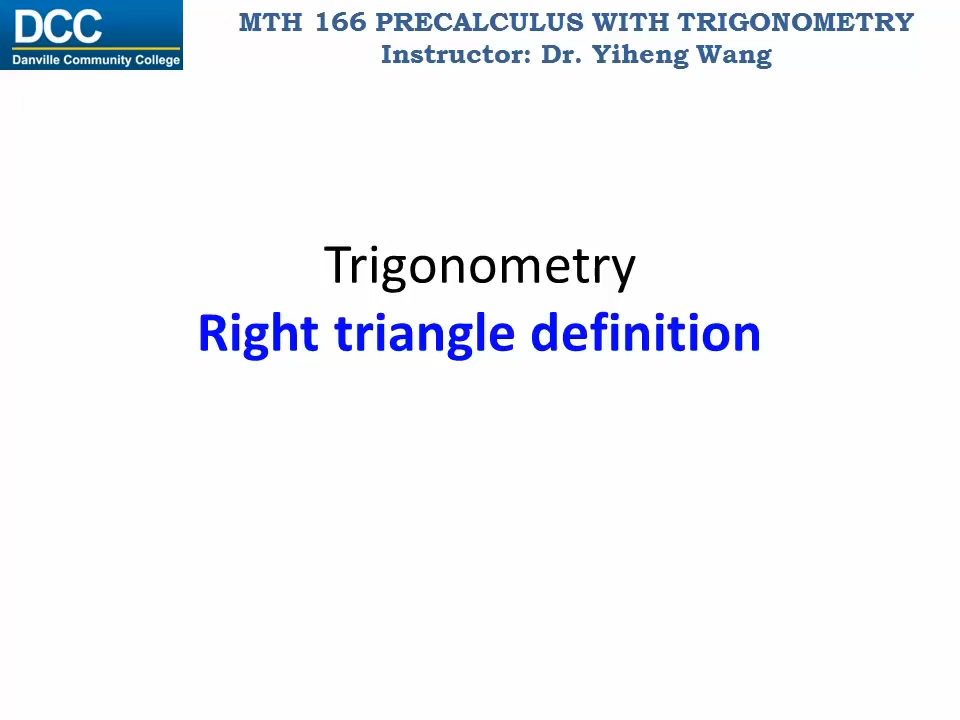 DCC
Danville Community College
MTH 166 PRECALCULUS WITH TRIGONOMETRY
Instructor: Dr. Yiheng Wang
Trigonometry
Right triangle definition